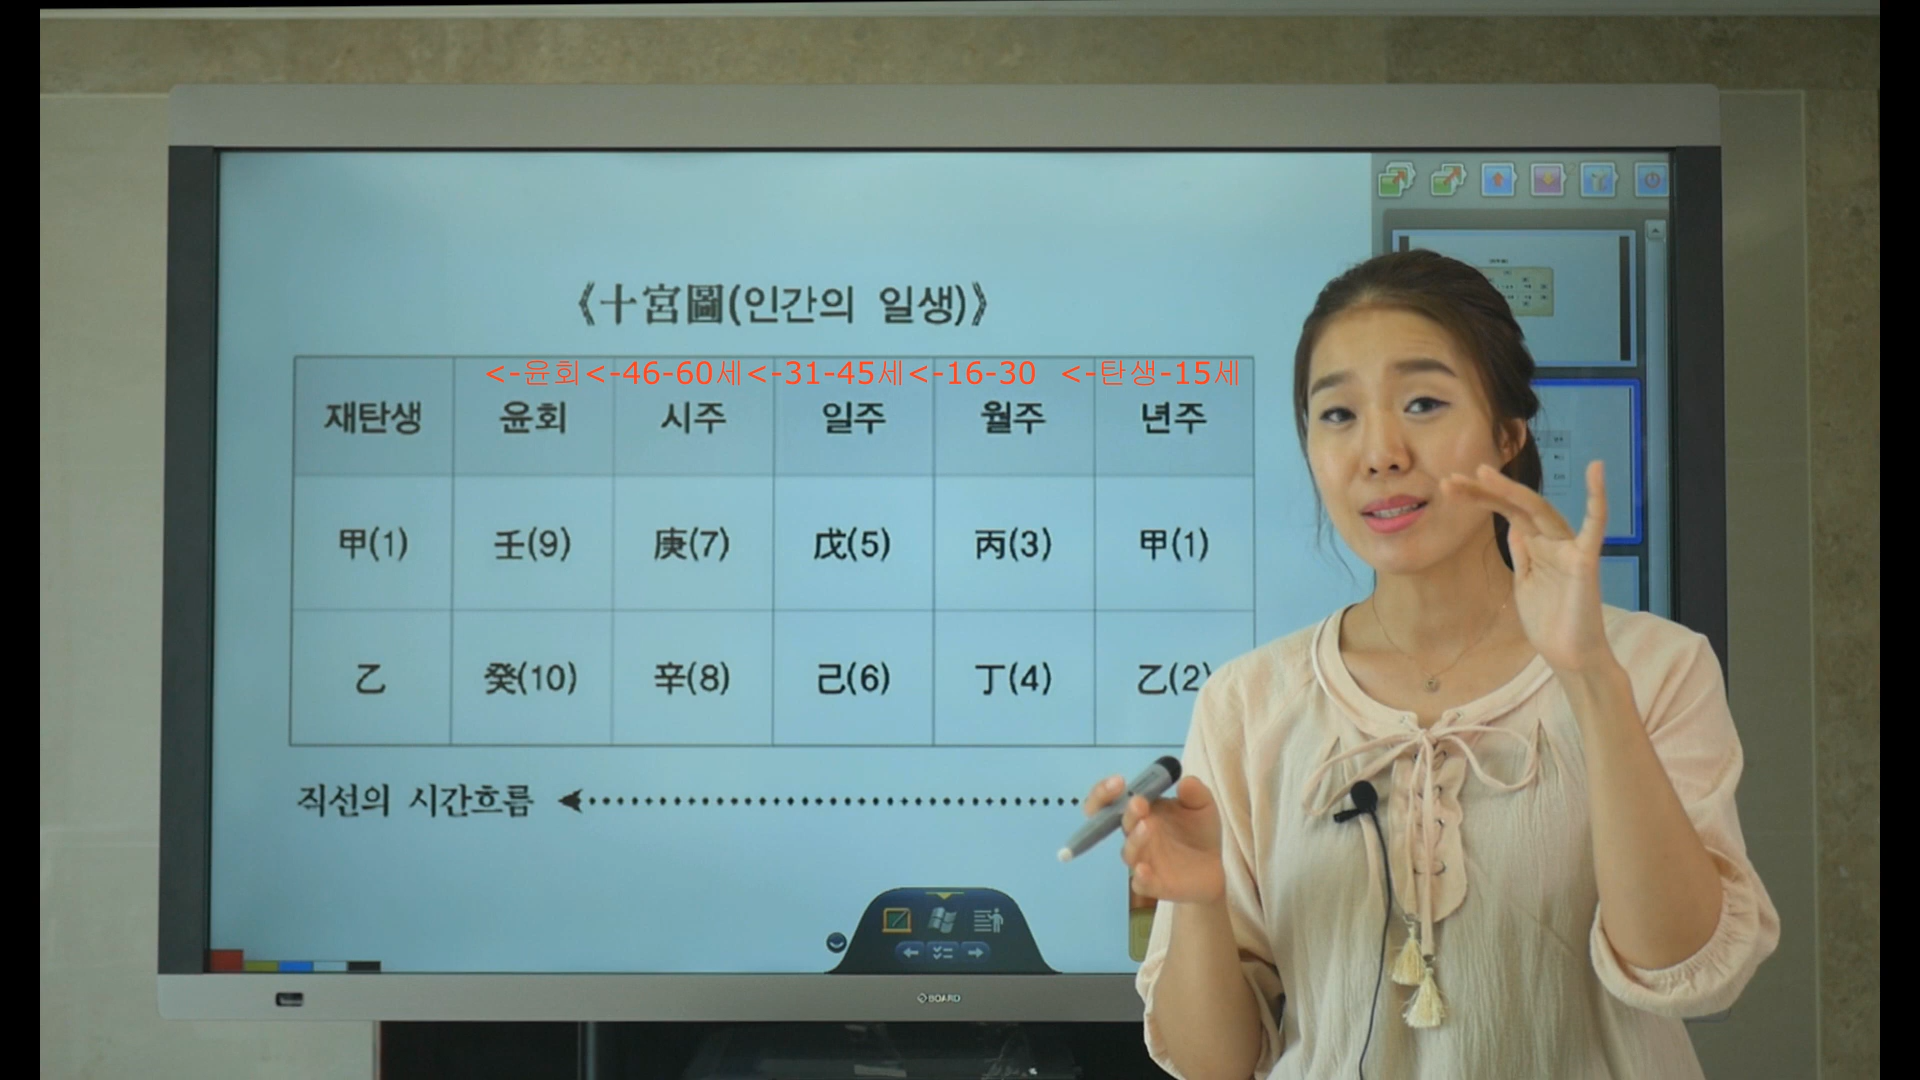 《十宮圖(인간의 일생)》
<-윤회<-46-60세<-31-45세<-16-30 <-탄생-15세
재탄생 윤회 시주 일주 월주 년주
甲(1) 壬(9) 庚(7) 戊(5) 丙(3) 甲(1)
乙 癸(10) 辛(8) 己(6) 丁(4) 乙(2)
직선의 시간흐름
BOARD